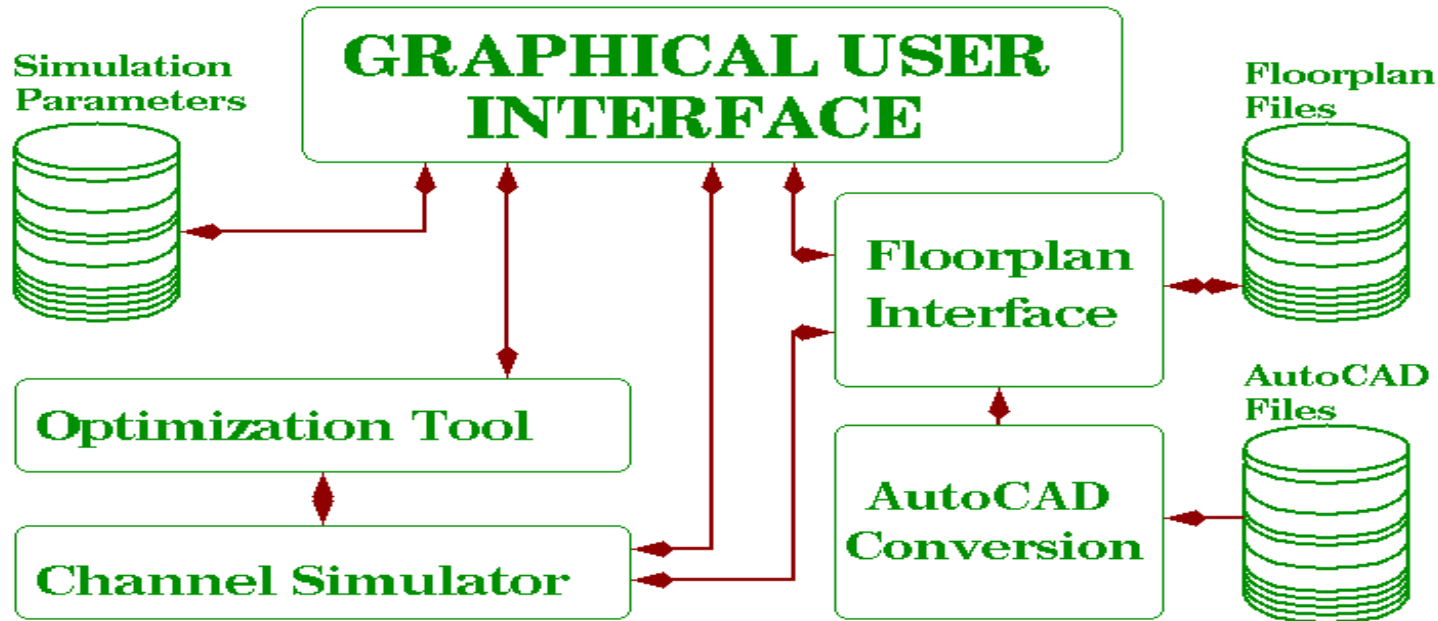 GRAPHICAL USER
INTERFACE
Simulation
Parameters
Floorplan
Files
Floorplan
Interface
AutoCAD
Files
Optimization Tool
AutoCAD
Conversion
Channel Simulator